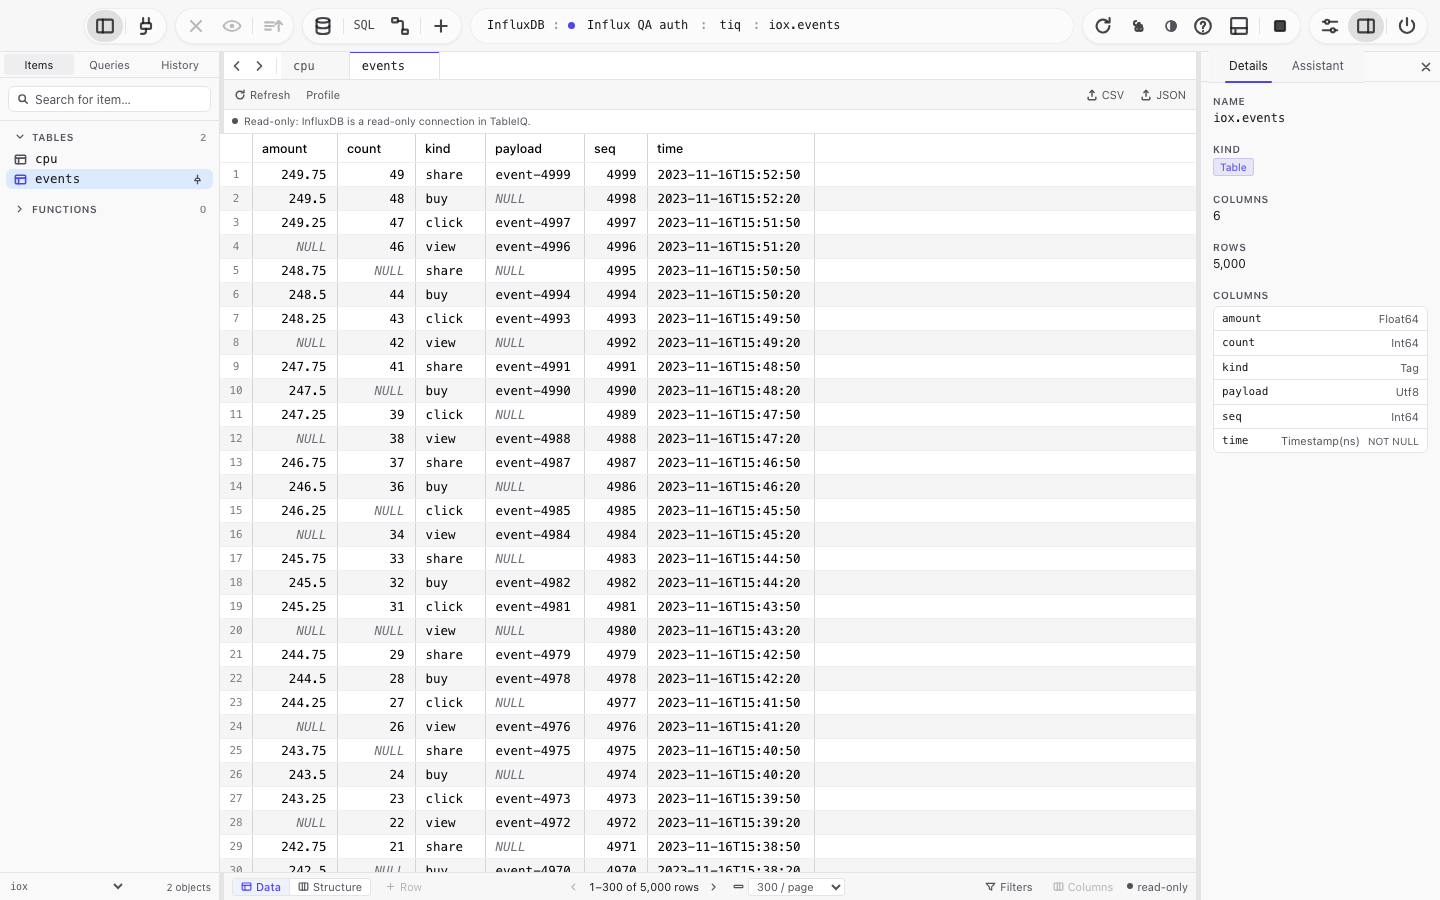 SQL
InfluxDB : Influx QA auth : tiq : iox.events
Items Queries History
Search for item...
TABLES 2
cpu
events
FUNCTIONS 0
iox 2 objects
cpu events
Refresh Profile CSV JSON
Read-only: InfluxDB is a read-only connection in TableIQ.
amount count kind payload seq time
1 249.75 49 share event-4999 4999 2023-11-16T15:52:50
2 249.5 48 buy NULL 4998 2023-11-16T15:52:20
3 249.25 47 click event-4997 4997 2023-11-16T15:51:50
4 NULL 46 view event-4996 4996 2023-11-16T15:51:20
5 248.75 NULL share NULL 4995 2023-11-16T15:50:50
6 248.5 44 buy event-4994 4994 2023-11-16T15:50:20
7 248.25 43 click event-4993 4993 2023-11-16T15:49:50
8 NULL 42 view NULL 4992 2023-11-16T15:49:20
9 247.75 41 share event-4991 4991 2023-11-16T15:48:50
10 247.5 NULL buy event-4990 4990 2023-11-16T15:48:20
11 247.25 39 click NULL 4989 2023-11-16T15:47:50
12 NULL 38 view event-4988 4988 2023-11-16T15:47:20
13 246.75 37 share event-4987 4987 2023-11-16T15:46:50
14 246.5 36 buy NULL 4986 2023-11-16T15:46:20
15 246.25 NULL click event-4985 4985 2023-11-16T15:45:50
16 NULL 34 view event-4984 4984 2023-11-16T15:45:20
17 245.75 33 share NULL 4983 2023-11-16T15:44:50
18 245.5 32 buy event-4982 4982 2023-11-16T15:44:20
19 245.25 31 click event-4981 4981 2023-11-16T15:43:50
20 NULL NULL view NULL 4980 2023-11-16T15:43:20
21 244.75 29 share event-4979 4979 2023-11-16T15:42:50
22 244.5 28 buy event-4978 4978 2023-11-16T15:42:20
23 244.25 27 click NULL 4977 2023-11-16T15:41:50
24 NULL 26 view event-4976 4976 2023-11-16T15:41:20
25 243.75 NULL share event-4975 4975 2023-11-16T15:40:50
26 243.5 24 buy NULL 4974 2023-11-16T15:40:20
27 243.25 23 click event-4973 4973 2023-11-16T15:39:50
28 NULL 22 view event-4972 4972 2023-11-16T15:39:20
29 242.75 21 share NULL 4971 2023-11-16T15:38:50
30 242.5 NULL buy event-4970 4970 2023-11-16T15:38:20
Data Structure + Row 1–300 of 5,000 rows 300 / page Filters Columns read-only
Details Assistant
NAME
iox.events
KIND
Table
COLUMNS
6
ROWS
5,000
COLUMNS
amount Float64
count Int64
kind Tag
payload Utf8
seq Int64
time Timestamp(ns) NOT NULL